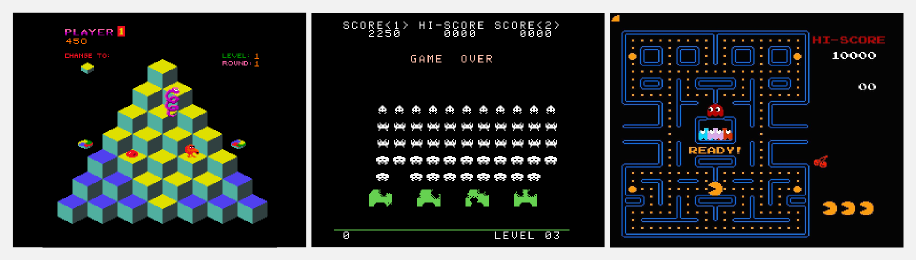 PLAYER 1
450
CHANGE TO:
LEVEL: 1
ROUND: 1
SCORE<1> HI-SCORE SCORE<2>
2250 0000 0000
GAME OVER
0 LEVEL 03
HI-SCORE
10000
00
READY!